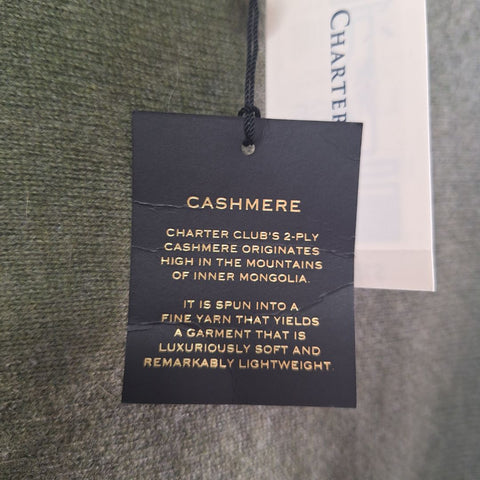 CHARTER
CASHMERE
CHARTER CLUB'S 2-PLY
CASHMERE ORIGINATES
HIGH IN THE MOUNTAINS
OF INNER MONGOLIA.
IT IS SPUN INTO A
FINE YARN THAT YIELDS
A GARMENT THAT IS
LUXURIOUSLY SOFT AND
REMARKABLY LIGHTWEIGHT